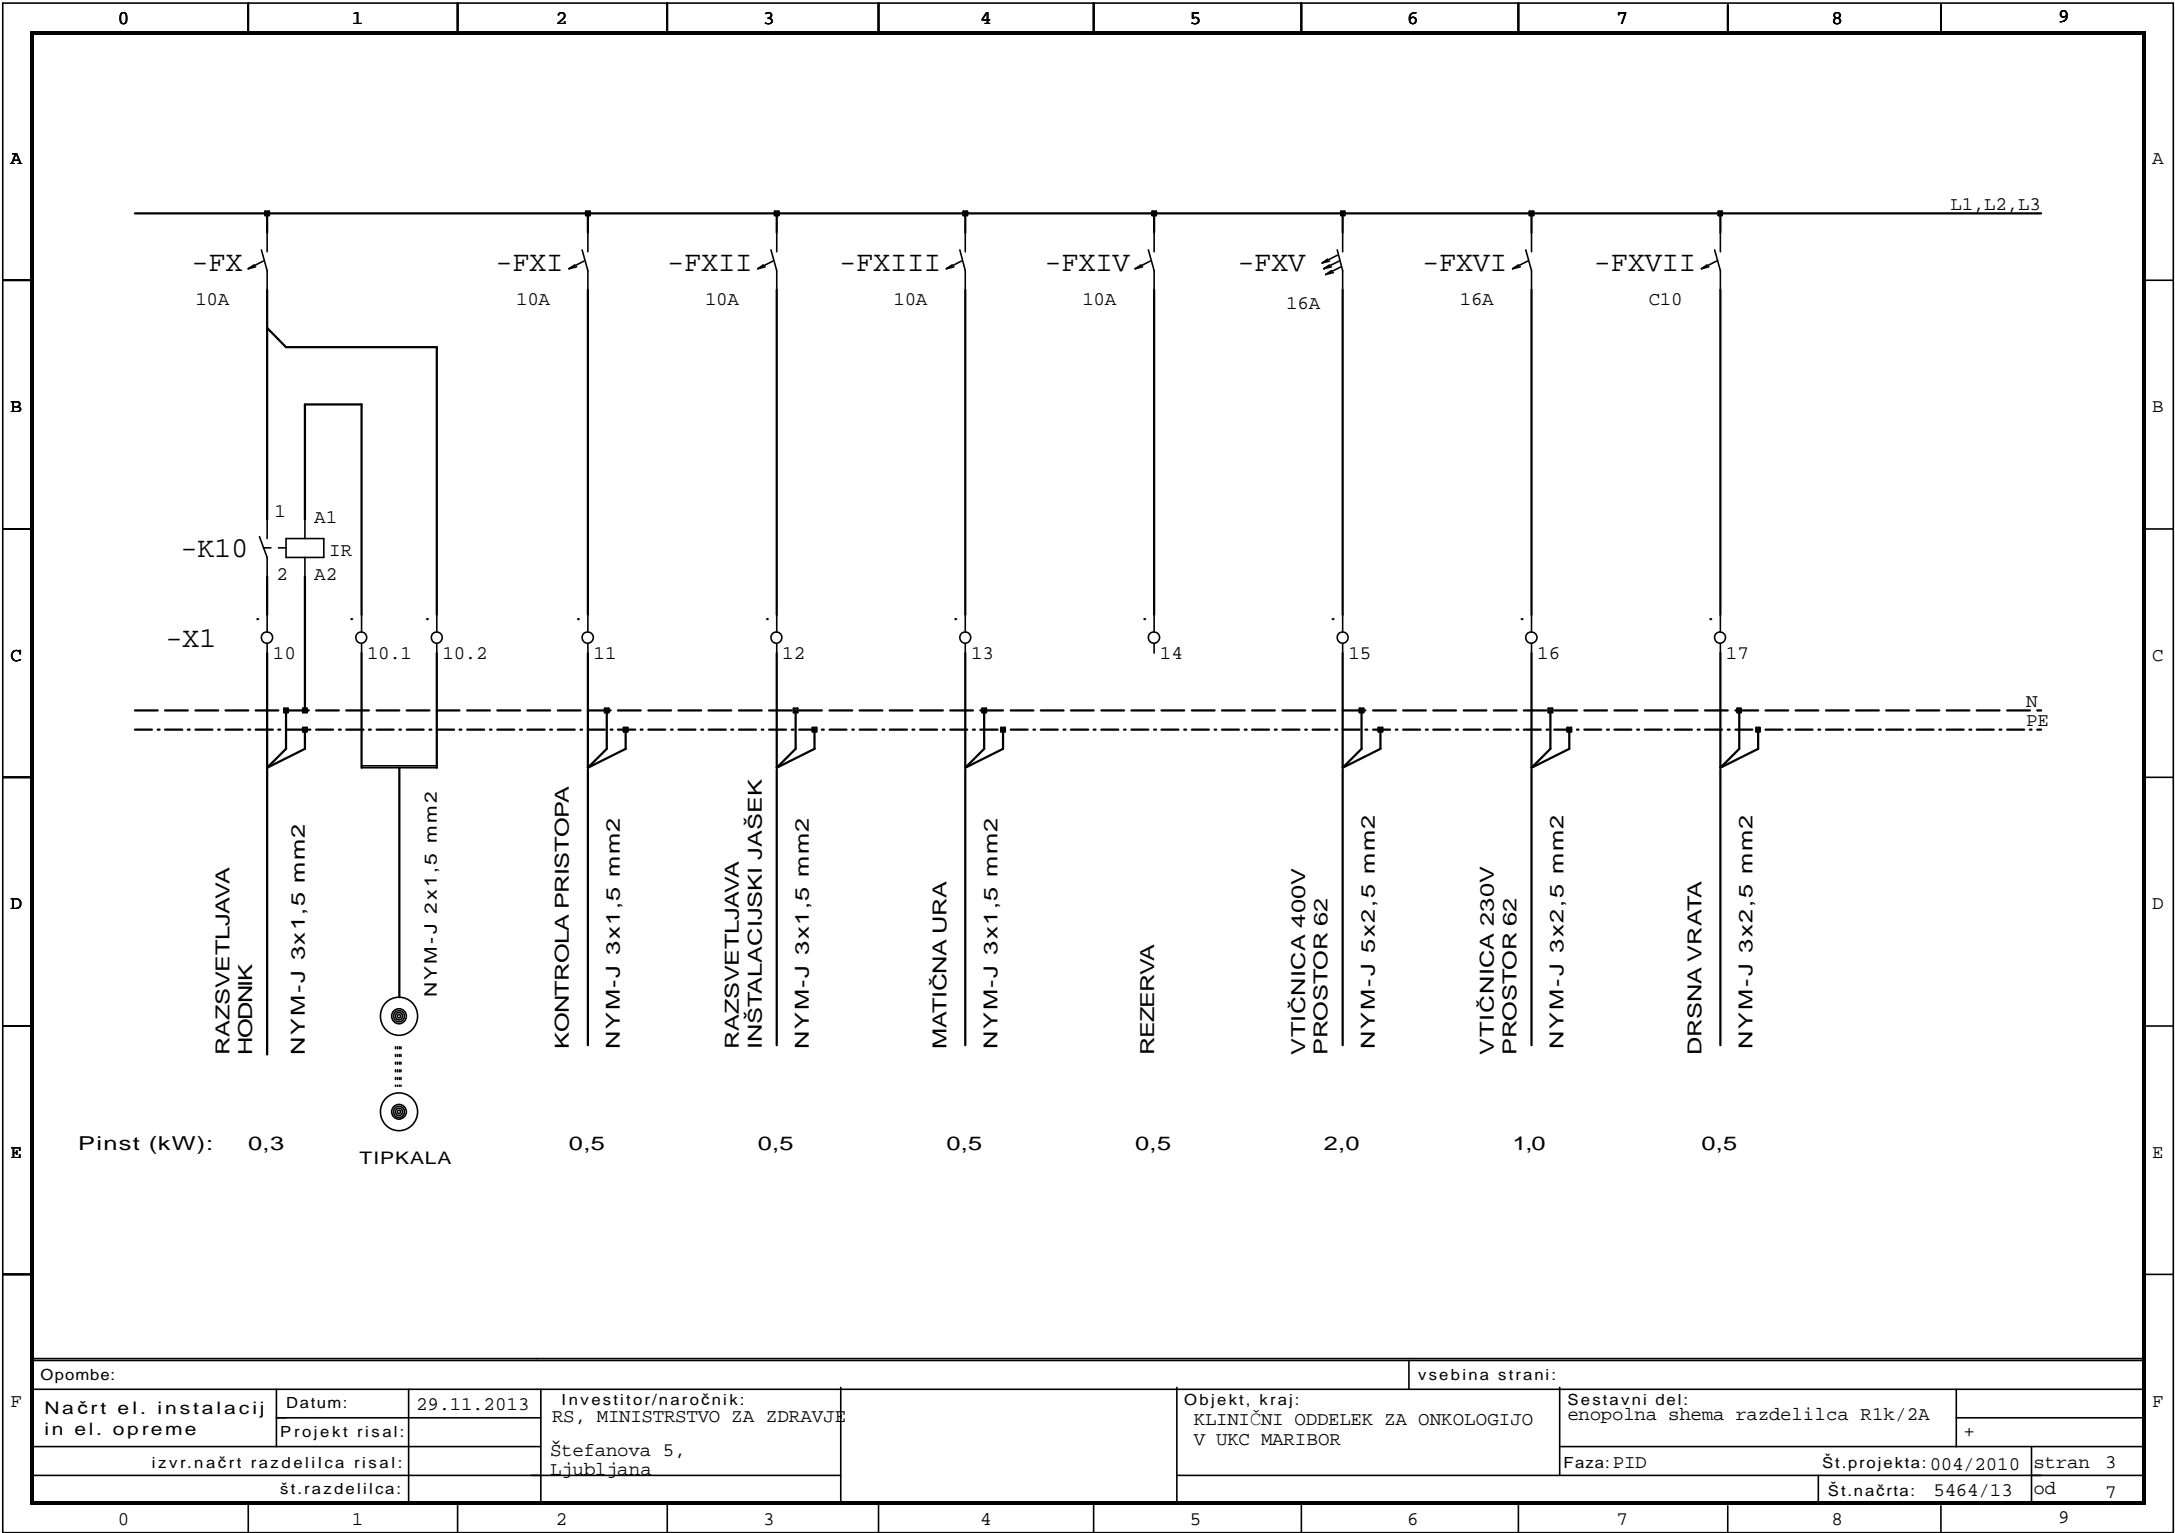 0 1 2 3 4 5 6 7 8 9
A A
L1,L2,L3
-FX -FXI -FXII -FXIII -FXIV -FXV -FXVI -FXVII
10A 10A 10A 10A 10A 16A 16A C10
B B
1 A1
-K10 IR
2 A2
-X1
10 10.1 10.2 11 12 13 14 15 16 17
C C
N
PE
RAZSVETLJAVA
HODNIK
NYM-J 3x1,5 mm2
NYM-J 2x1,5 mm2
KONTROLA PRISTOPA
NYM-J 3x1,5 mm2
RAZSVETLJAVA
INŠTALACIJSKI JAŠEK
NYM-J 3x1,5 mm2
MATIČNA URA
NYM-J 3x1,5 mm2
REZERVA
VTIČNICA 400V
PROSTOR 62
NYM-J 5x2,5 mm2
VTIČNICA 230V
PROSTOR 62
NYM-J 3x2,5 mm2
DRSNA VRATA
NYM-J 3x2,5 mm2
D D
Pinst (kW): 0,3 0,5 0,5 0,5 0,5 2,0 1,0 0,5
TIPKALA
E E
Opombe:
vsebina strani:
F F
Načrt el. instalacij
in el. opreme
Datum: 29.11.2013
Projekt risal:
izvr.načrt razdelilca risal:
št.razdelilca:
Investitor/naročnik:
RS, MINISTRSTVO ZA ZDRAVJE
Štefanova 5,
Ljubljana
Objekt, kraj:
KLINIČNI ODDELEK ZA ONKOLOGIJO
V UKC MARIBOR
Sestavni del:
enopolna shema razdelilca R1k/2A
+
Faza: PID
Št.projekta: 004/2010
stran 3
Št.načrta: 5464/13
od 7
0 1 2 3 4 5 6 7 8 9